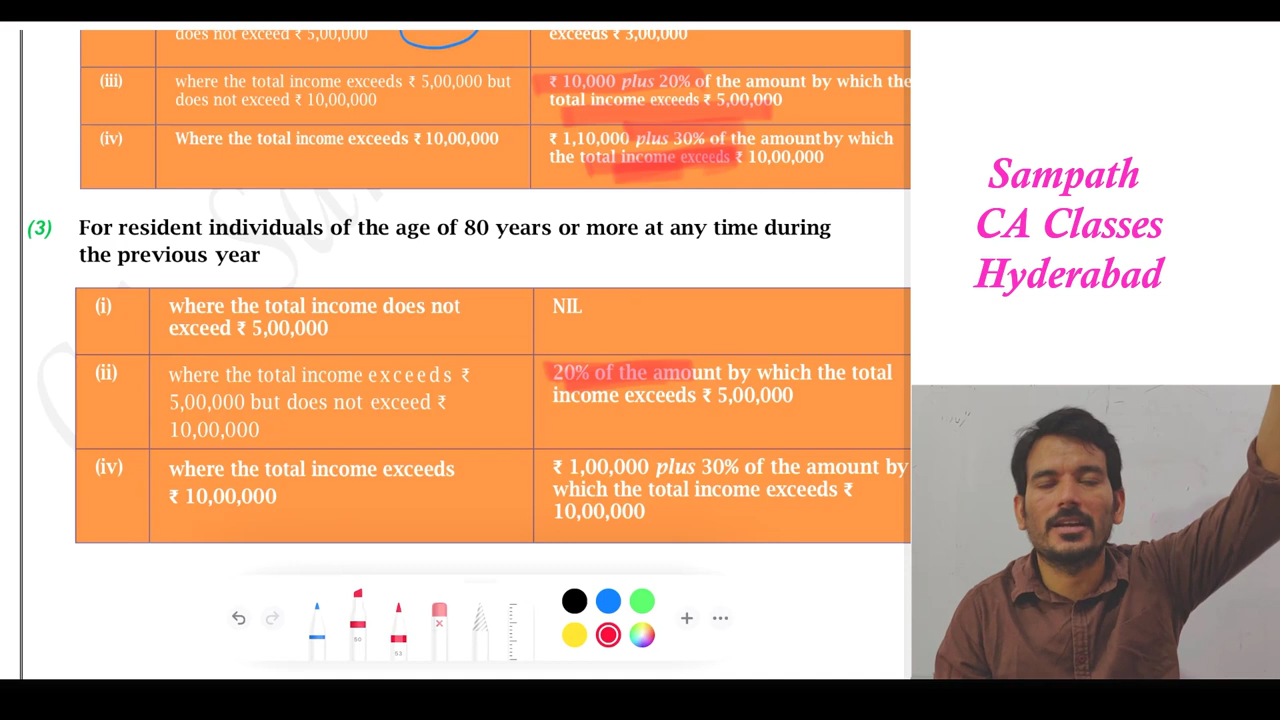 does not exceed ₹ 5,00,000
exceeds ₹ 3,00,000
(iii)
where the total income exceeds ₹ 5,00,000 but
does not exceed ₹ 10,00,000
₹ 10,000 plus 20% of the amount by which the
total income exceeds ₹ 5,00,000
(iv)
Where the total income exceeds ₹ 10,00,000
₹ 1,10,000 plus 30% of the amount by which
the total income exceeds ₹ 10,00,000
(3)
For resident individuals of the age of 80 years or more at any time during
the previous year
(i)
where the total income does not
exceed ₹ 5,00,000
NIL
(ii)
where the total income exceeds ₹
5,00,000 but does not exceed ₹
10,00,000
20% of the amount by which the total
income exceeds ₹ 5,00,000
(iv)
where the total income exceeds
₹ 10,00,000
₹ 1,00,000 plus 30% of the amount by
which the total income exceeds ₹
10,00,000
Sampath
CA Classes
Hyderabad